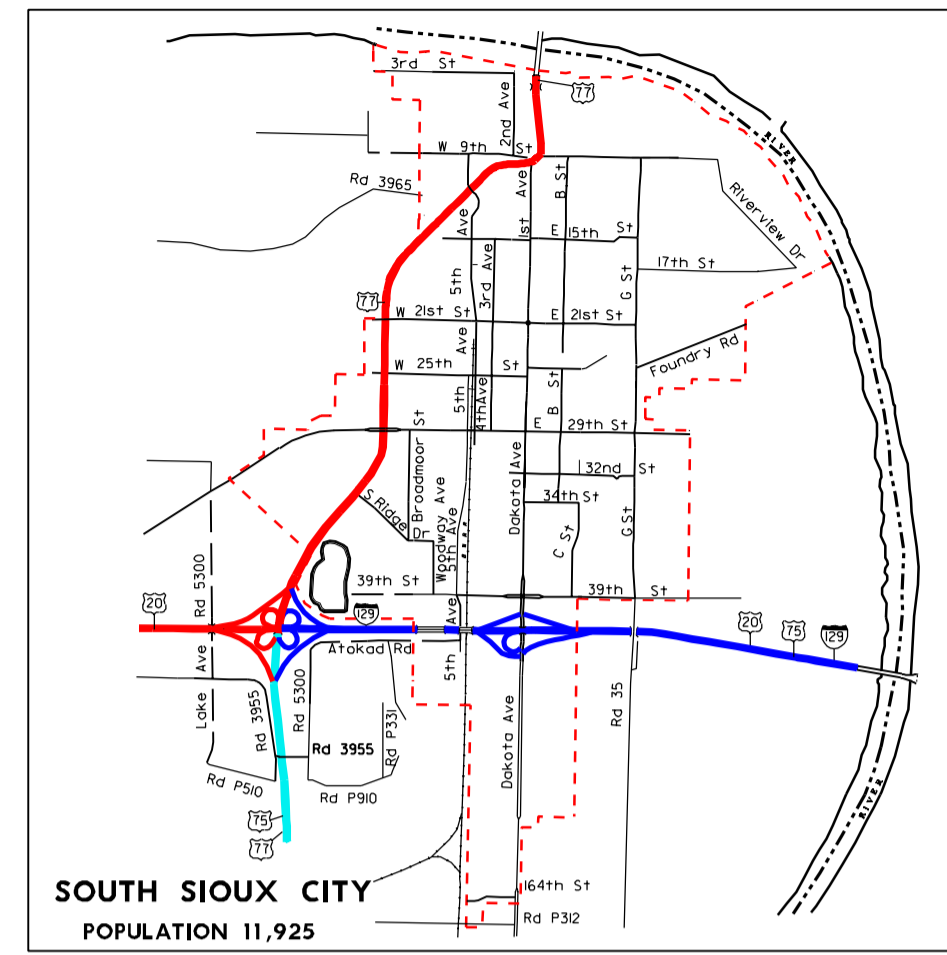 3rd St
2nd Ave
77
RIVER
W 9th St
Rd 3965
Ave
1st Ave
B St
Riverview Dr
E 15th St
5th Ave
3rd Ave
17th St
G St
77
W 21st St
E 21st St
Foundry Rd
W 25th St
5th Ave
4th Ave
B St
St
E 29th St
Broadmoor
Dakota Ave
32nd St
34th St
S Ridge Dr
Woodway Ave
5th Ave
C St
G St
39th St
39th St
Rd 5300
20
129
Ave
20
75
129
Atokad Rd
5th
Lake Ave
Rd 3955
Rd 5300
Rd P331
Dakota Ave
Rd 35
Rd 3955
Rd P510
Rd P910
75
77
RIVER
164th St
Rd P312
SOUTH SIOUX CITY
POPULATION 11,925